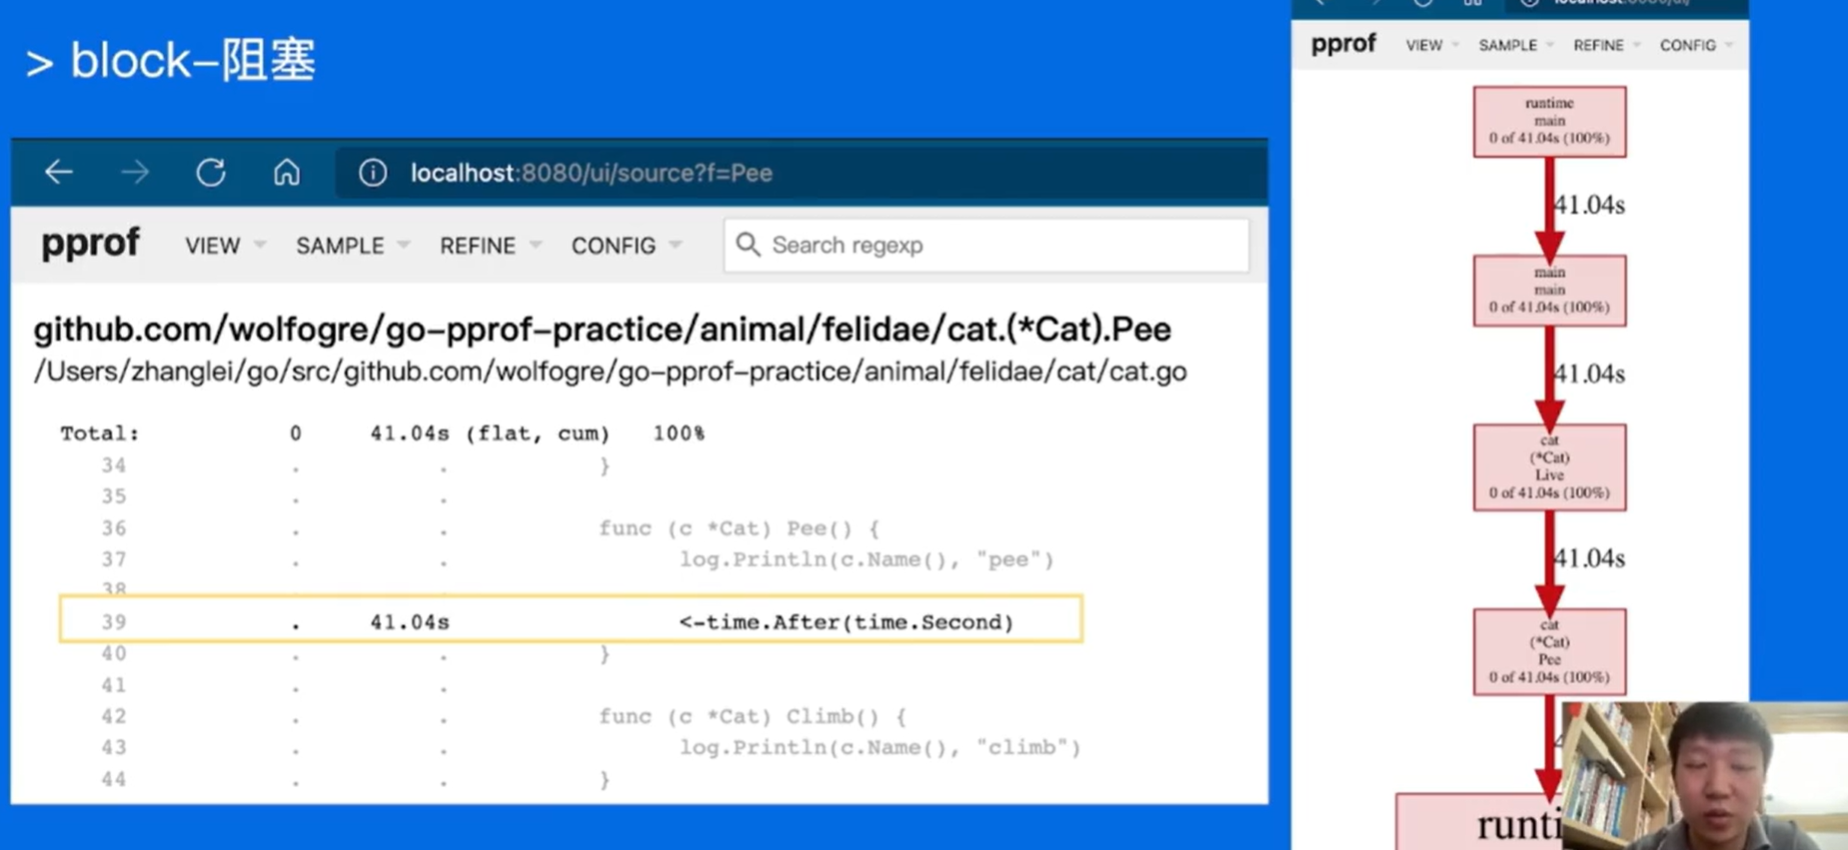 > block-阻塞
localhost:8080/ui/source?f=Pee
pprof VIEW SAMPLE REFINE CONFIG Search regexp
github.com/wolfogre/go-pprof-practice/animal/felidae/cat.(*Cat).Pee
/Users/zhanglei/go/src/github.com/wolfogre/go-pprof-practice/animal/felidae/cat/cat.go
Total: 0 41.04s (flat, cum) 100%
34 . . }
35 . .
36 . . func (c *Cat) Pee() {
37 . . log.Println(c.Name(), "pee")
38
39 . 41.04s <-time.After(time.Second)
40 . . }
41 . .
42 . . func (c *Cat) Climb() {
43 . . log.Println(c.Name(), "climb")
44 . . }
pprof VIEW SAMPLE REFINE CONFIG
runtime
main
0 of 41.04s (100%)
41.04s
main
main
0 of 41.04s (100%)
41.04s
cat
(*Cat)
Live
0 of 41.04s (100%)
41.04s
cat
(*Cat)
Pee
0 of 41.04s (100%)